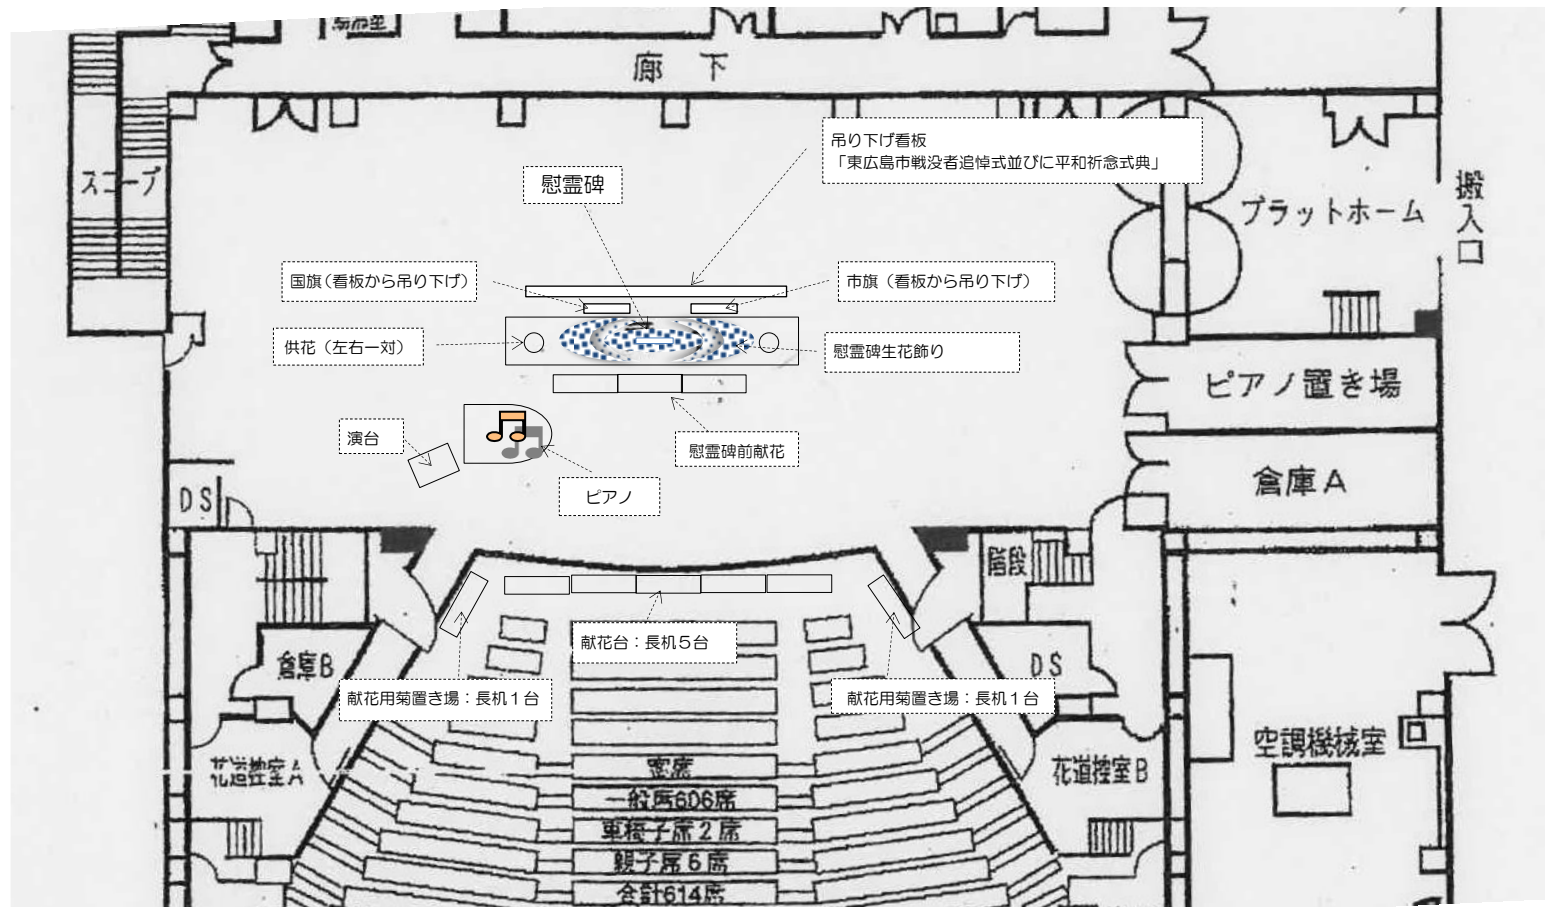 廊　下
吊り下げ看板
「東広島市戦没者追悼式並びに平和祈念式典」
慰霊碑
スコープ
搬入口
プラットホーム
国旗（看板から吊り下げ）
市旗（看板から吊り下げ）
供花（左右一対）
慰霊碑生花飾り
ピアノ置き場
演台
慰霊碑前献花
ピアノ
倉庫A
DS
階段
献花台：長机５台
倉庫B
DS
献花用菊置き場：長机１台
献花用菊置き場：長机１台
空調機械室
花道控室A
花道控室B
客席
一般席606席
車椅子席２席
親子席６席
合計614席